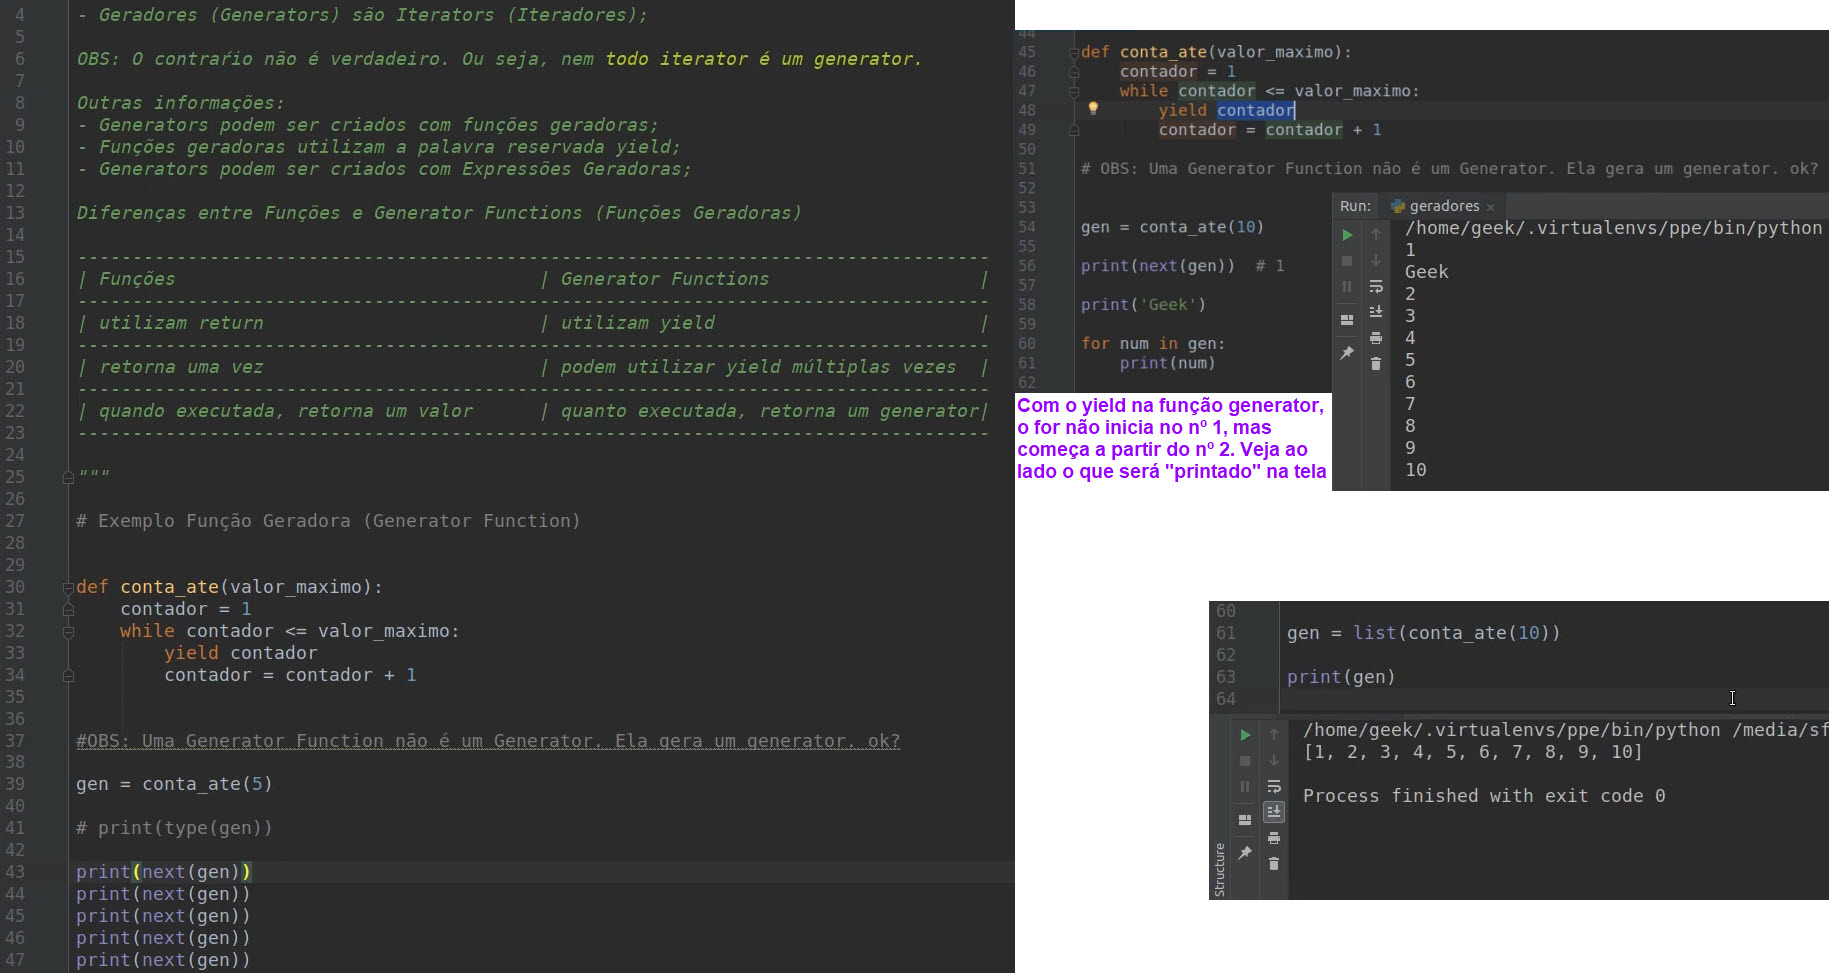 4 - Geradores (Generators) são Iterators (Iteradores);
5
6 OBS: O contraŕio não é verdadeiro. Ou seja, nem todo iterator é um generator.
7
8 Outras informações:
9 - Generators podem ser criados com funções geradoras;
10 - Funções geradoras utilizam a palavra reservada yield;
11 - Generators podem ser criados com Expressões Geradoras;
12
13 Diferenças entre Funções e Generator Functions (Funções Geradoras)
14
15 -----------------------------------------------------------------------------------
16 | Funções | Generator Functions |
17 -----------------------------------------------------------------------------------
18 | utilizam return | utilizam yield |
19 -----------------------------------------------------------------------------------
20 | retorna uma vez | podem utilizar yield múltiplas vezes |
21 -----------------------------------------------------------------------------------
22 | quando executada, retorna um valor | quanto executada, retorna um generator|
23 -----------------------------------------------------------------------------------
24
25 """
26
27 # Exemplo Função Geradora (Generator Function)
28
29
30 def conta_ate(valor_maximo):
31 contador = 1
32 while contador <= valor_maximo:
33 yield contador
34 contador = contador + 1
35
36
37 #OBS: Uma Generator Function não é um Generator. Ela gera um generator. ok?
38
39 gen = conta_ate(5)
40
41 # print(type(gen))
42
43 print(next(gen))
44 print(next(gen))
45 print(next(gen))
46 print(next(gen))
47 print(next(gen))
44
45 def conta_ate(valor_maximo):
46 contador = 1
47 while contador <= valor_maximo:
48 yield contador
49 contador = contador + 1
50
51 # OBS: Uma Generator Function não é um Generator. Ela gera um generator. ok?
52
53
54 gen = conta_ate(10)
55
56 print(next(gen)) # 1
57
58 print('Geek')
59
60 for num in gen:
61 print(num)
62
Run: geradores
/home/geek/.virtualenvs/ppe/bin/python
1
Geek
2
3
4
5
6
7
8
9
10
Com o yield na função generator,
o for não inicia no nº 1, mas
começa a partir do nº 2. Veja ao
lado o que será "printado" na tela
60
61 gen = list(conta_ate(10))
62
63 print(gen)
64
/home/geek/.virtualenvs/ppe/bin/python /media/sf
[1, 2, 3, 4, 5, 6, 7, 8, 9, 10]
Process finished with exit code 0
Structure